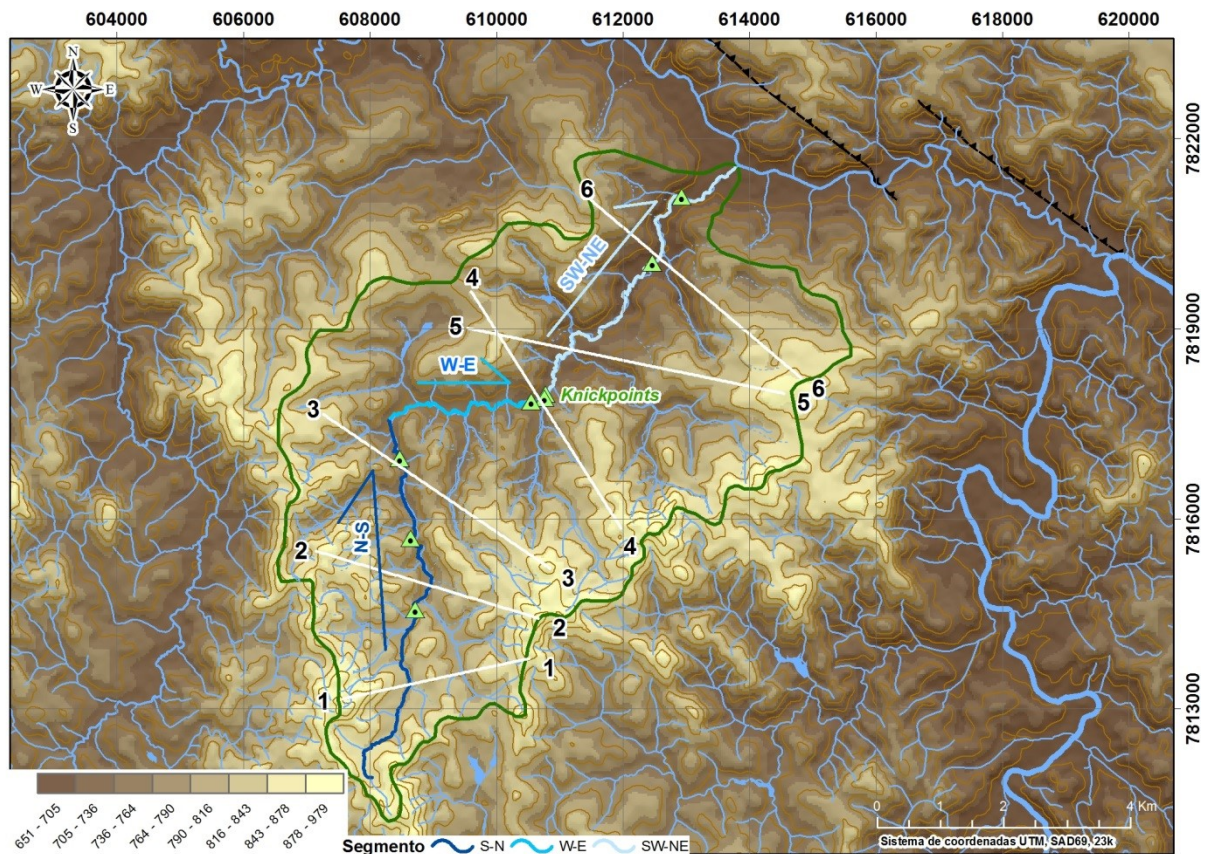 604000 606000 608000 610000 612000 614000 616000 618000 620000
N
W E
S
7822000
6
SW-NE
4
5
7819000
W-E
Knickpoints
6
5
3
7816000
N-S
2
4
3
2
1
1
7813000
651 - 705
705 - 736
736 - 764
764 - 790
790 - 816
816 - 843
843 - 878
878 - 979
0 2 4 Km
Sistema de coordenadas UTM, SAD69, 23k
Segmento S-N W-E SW-NE